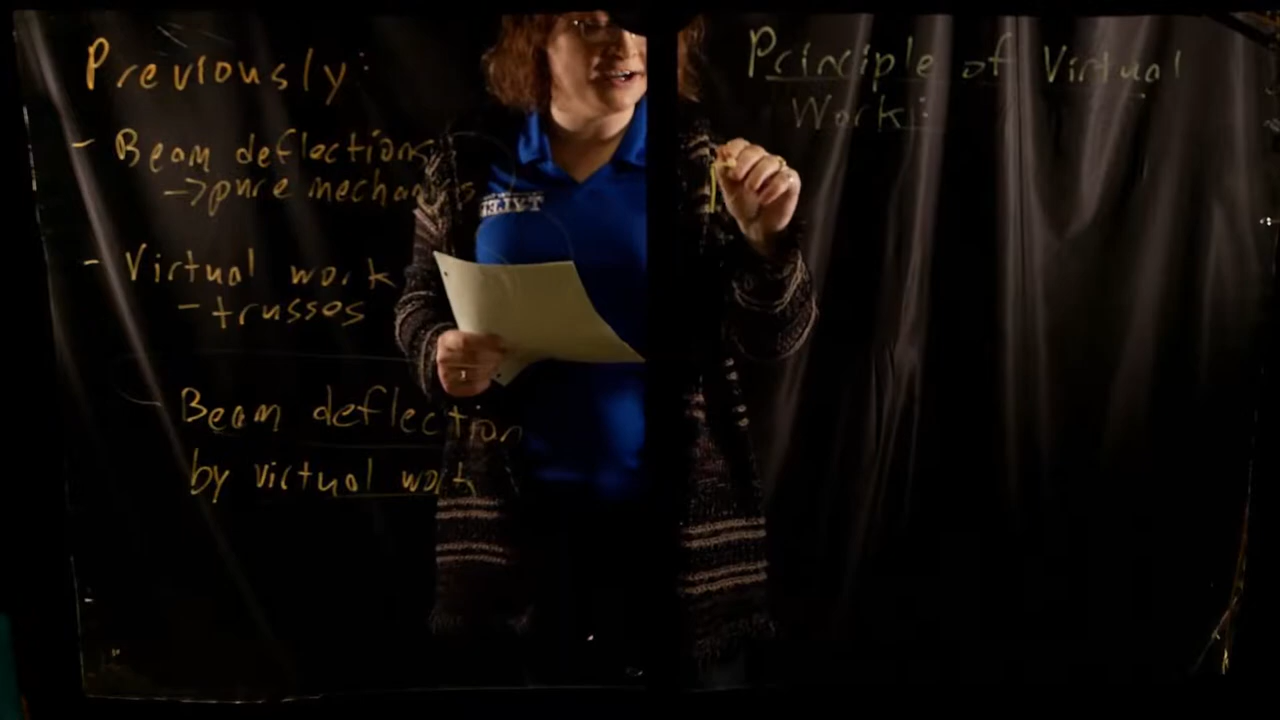 Previously:
- Beam deflections
→ pure mechanics
- Virtual work
- trusses
Beam deflection
by virtual work
Principle of Virtual
Work: